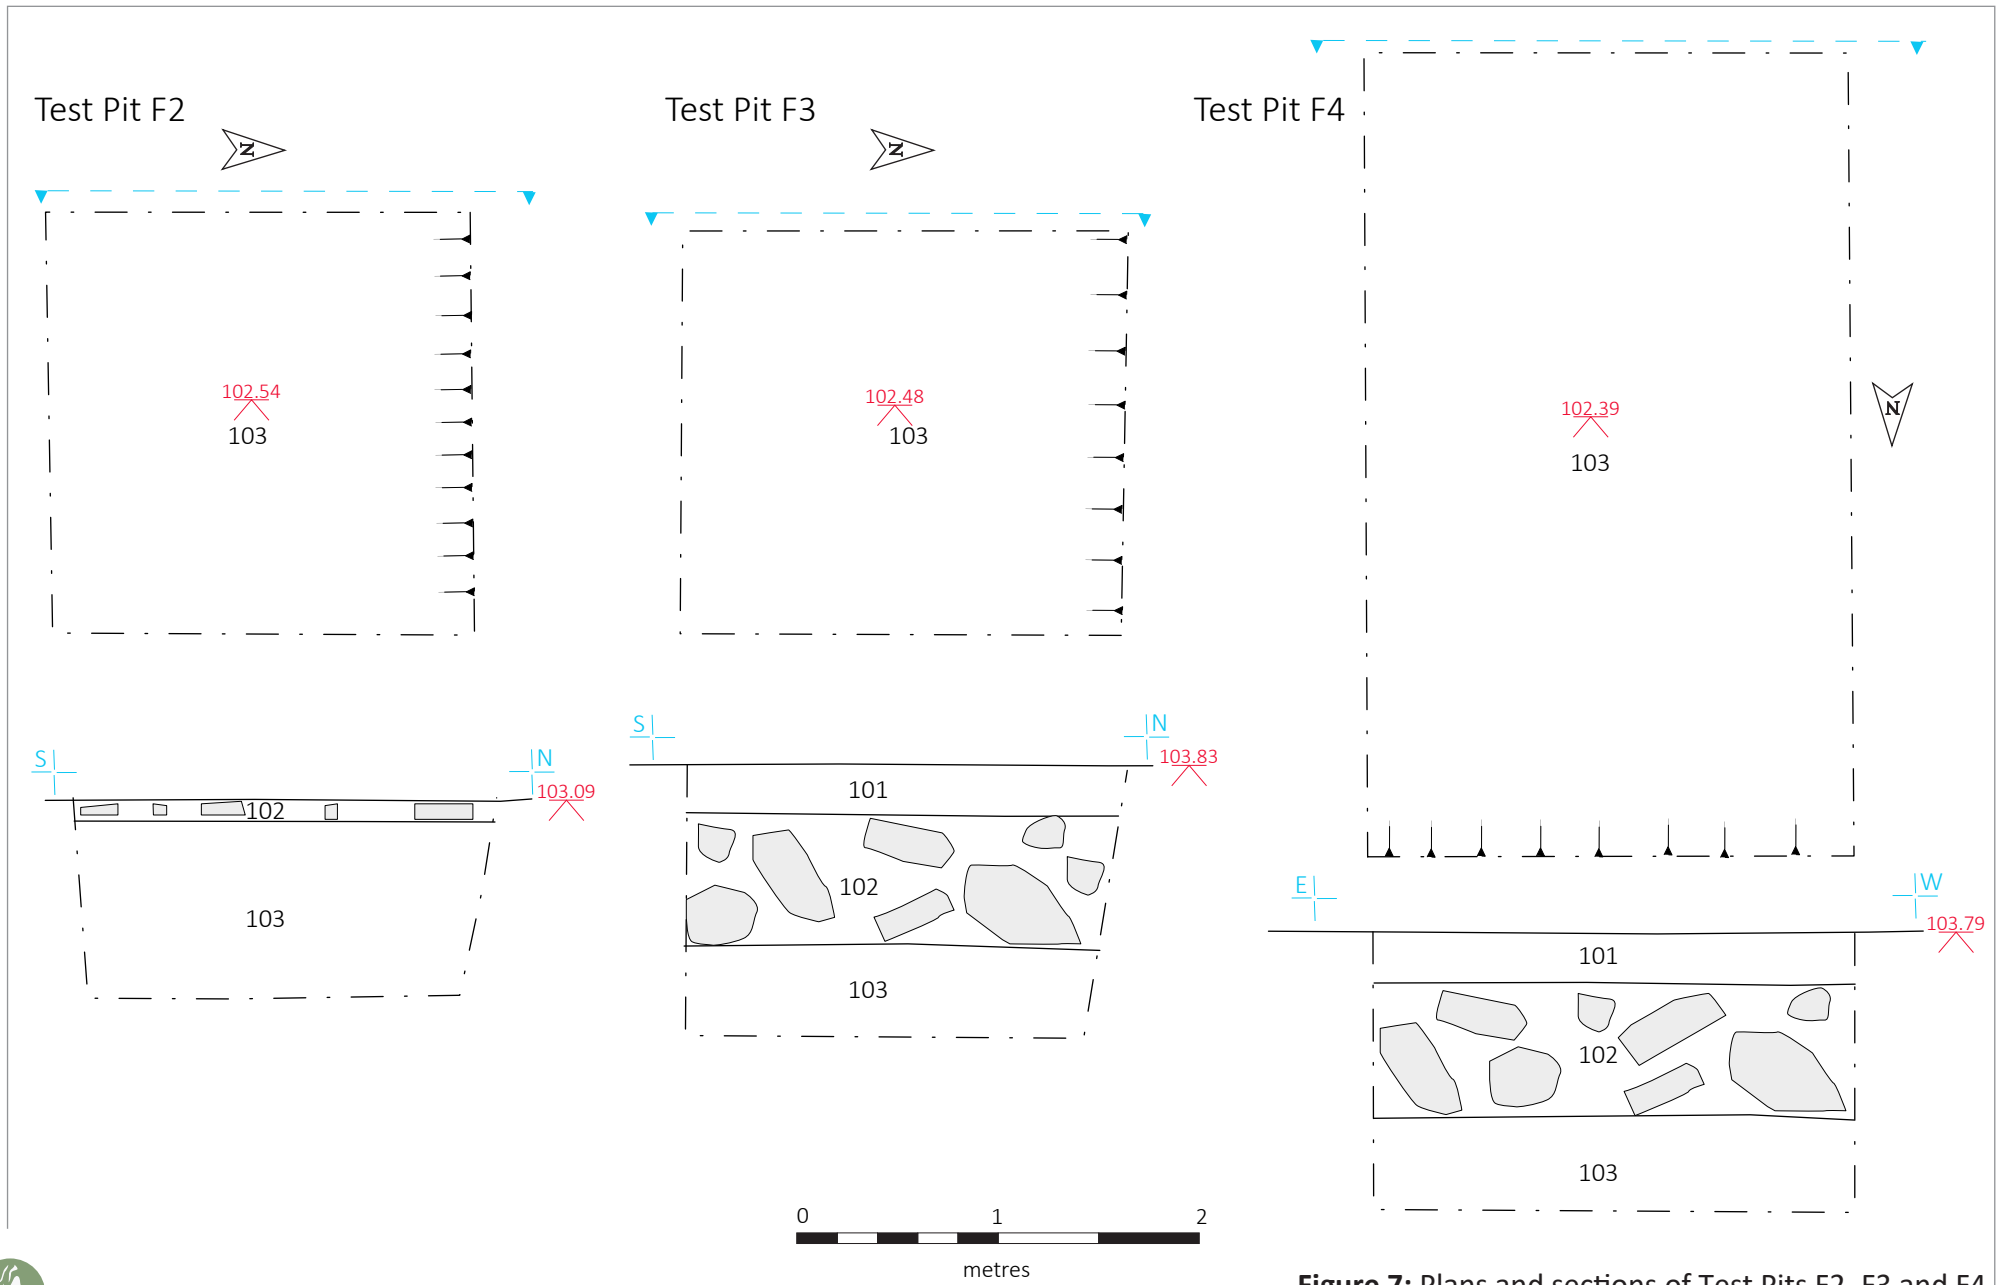 Test Pit F2
N
102.54
103
S
N
103.09
102
103
Test Pit F3
N
102.48
103
S
N
103.83
101
102
103
Test Pit F4
N
102.39
103
E
W
103.79
101
102
103
0 1 2
metres
Figure 7: Plans and sections of Test Pits F2, F3 and F4